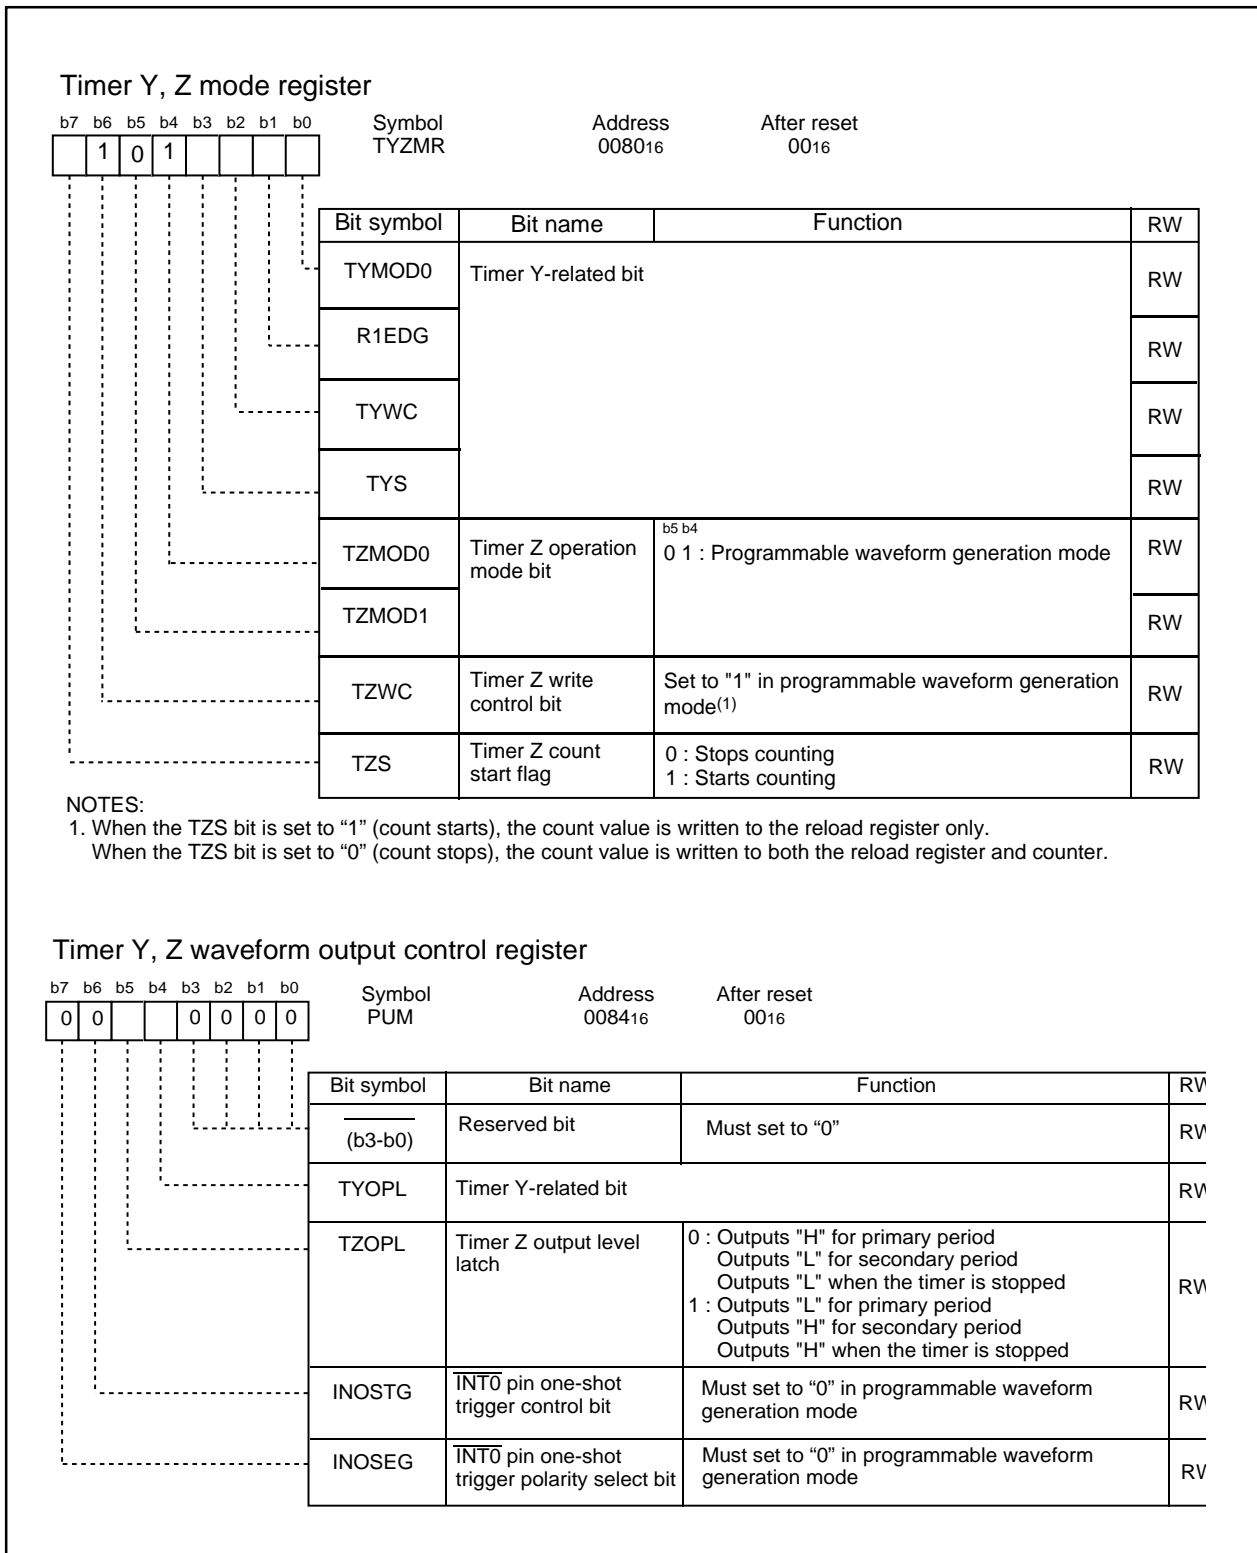 Timer Y, Z mode register
b7 b6 b5 b4 b3 b2 b1 b0 Symbol Address After reset
1 0 1 TYZMR 008016 0016
Bit symbol Bit name Function RW
TYMOD0 Timer Y-related bit RW
R1EDG RW
TYWC RW
TYS RW
b5 b4
TZMOD0 Timer Z operation mode bit 0 1 : Programmable waveform generation mode RW
TZMOD1 RW
TZWC Timer Z write control bit Set to "1" in programmable waveform generation mode(1) RW
TZS Timer Z count start flag 0 : Stops counting
1 : Starts counting RW
NOTES:
1. When the TZS bit is set to “1” (count starts), the count value is written to the reload register only.
When the TZS bit is set to “0” (count stops), the count value is written to both the reload register and counter.
Timer Y, Z waveform output control register
b7 b6 b5 b4 b3 b2 b1 b0 Symbol Address After reset
0 0 0 0 0 0 PUM 008416 0016
Bit symbol Bit name Function RW
(b3-b0) Reserved bit Must set to “0” RW
TYOPL Timer Y-related bit RW
TZOPL Timer Z output level latch 0 : Outputs "H" for primary period
Outputs "L" for secondary period
Outputs "L" when the timer is stopped
1 : Outputs "L" for primary period
Outputs "H" for secondary period
Outputs "H" when the timer is stopped RW
INOSTG INT0 pin one-shot trigger control bit Must set to “0” in programmable waveform generation mode RW
INOSEG INT0 pin one-shot trigger polarity select bit Must set to “0” in programmable waveform generation mode RW